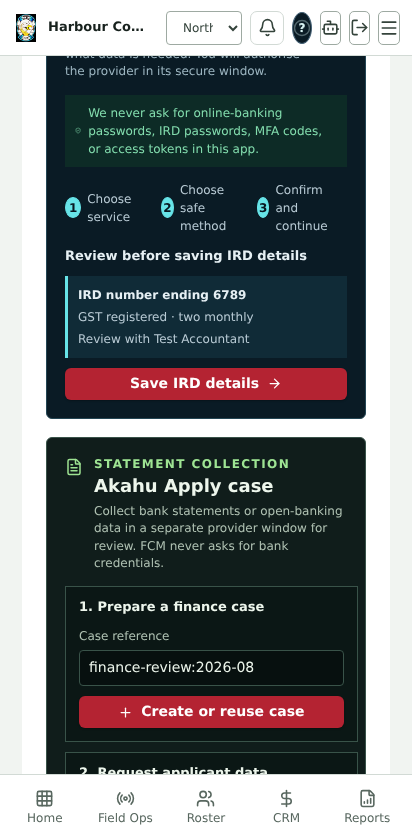 Harbour Co...
North
?
what data is needed. You will authorise
the provider in its secure window.
We never ask for online-banking
passwords, IRD passwords, MFA codes,
or access tokens in this app.
1 Choose service
2 Choose safe method
3 Confirm and continue
Review before saving IRD details
IRD number ending 6789
GST registered · two monthly
Review with Test Accountant
Save IRD details →
STATEMENT COLLECTION
Akahu Apply case
Collect bank statements or open-banking
data in a separate provider window for
review. FCM never asks for bank
credentials.
1. Prepare a finance case
Case reference
finance-review:2026-08
+ Create or reuse case
2. Request applicant data
Home
Field Ops
Roster
CRM
Reports